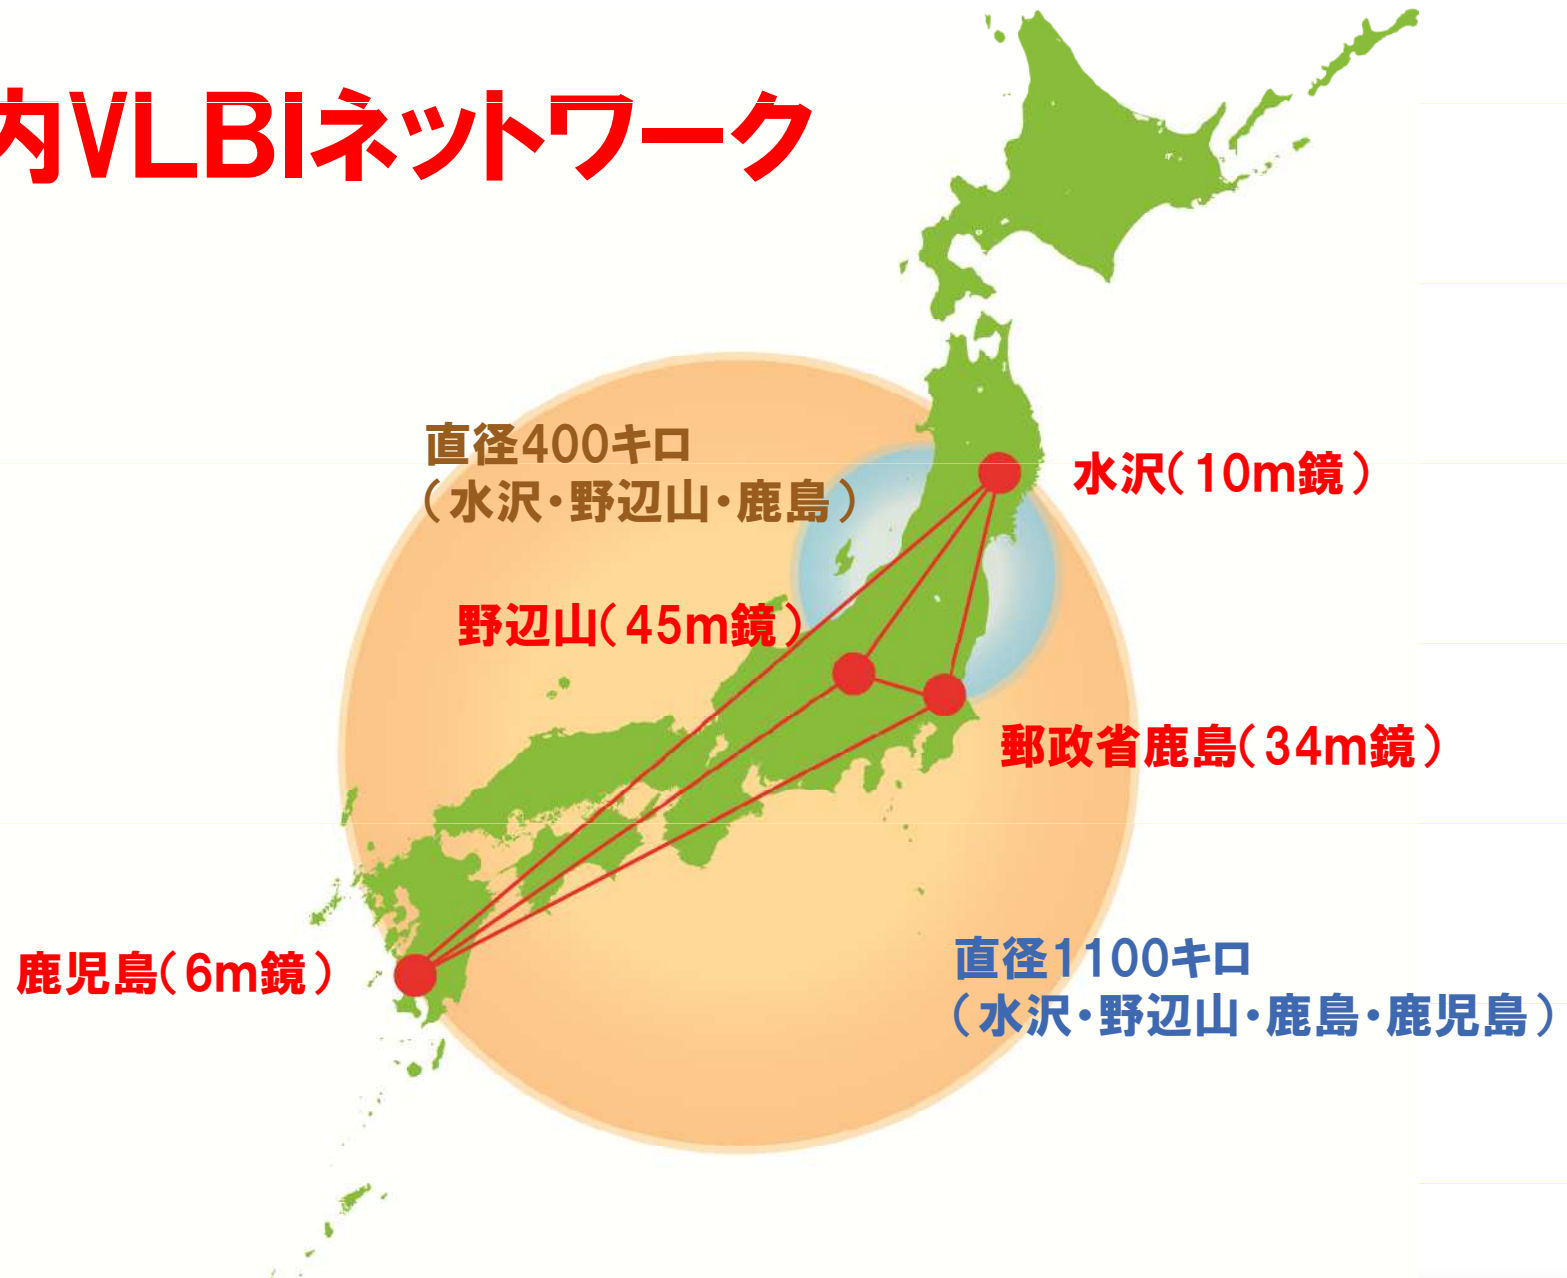 内VLBIネットワーク
直径400キロ
（水沢・野辺山・鹿島）
水沢（10m鏡）
野辺山（45m鏡）
郵政省鹿島（34m鏡）
鹿児島（6m鏡）
直径1100キロ
（水沢・野辺山・鹿島・鹿児島）